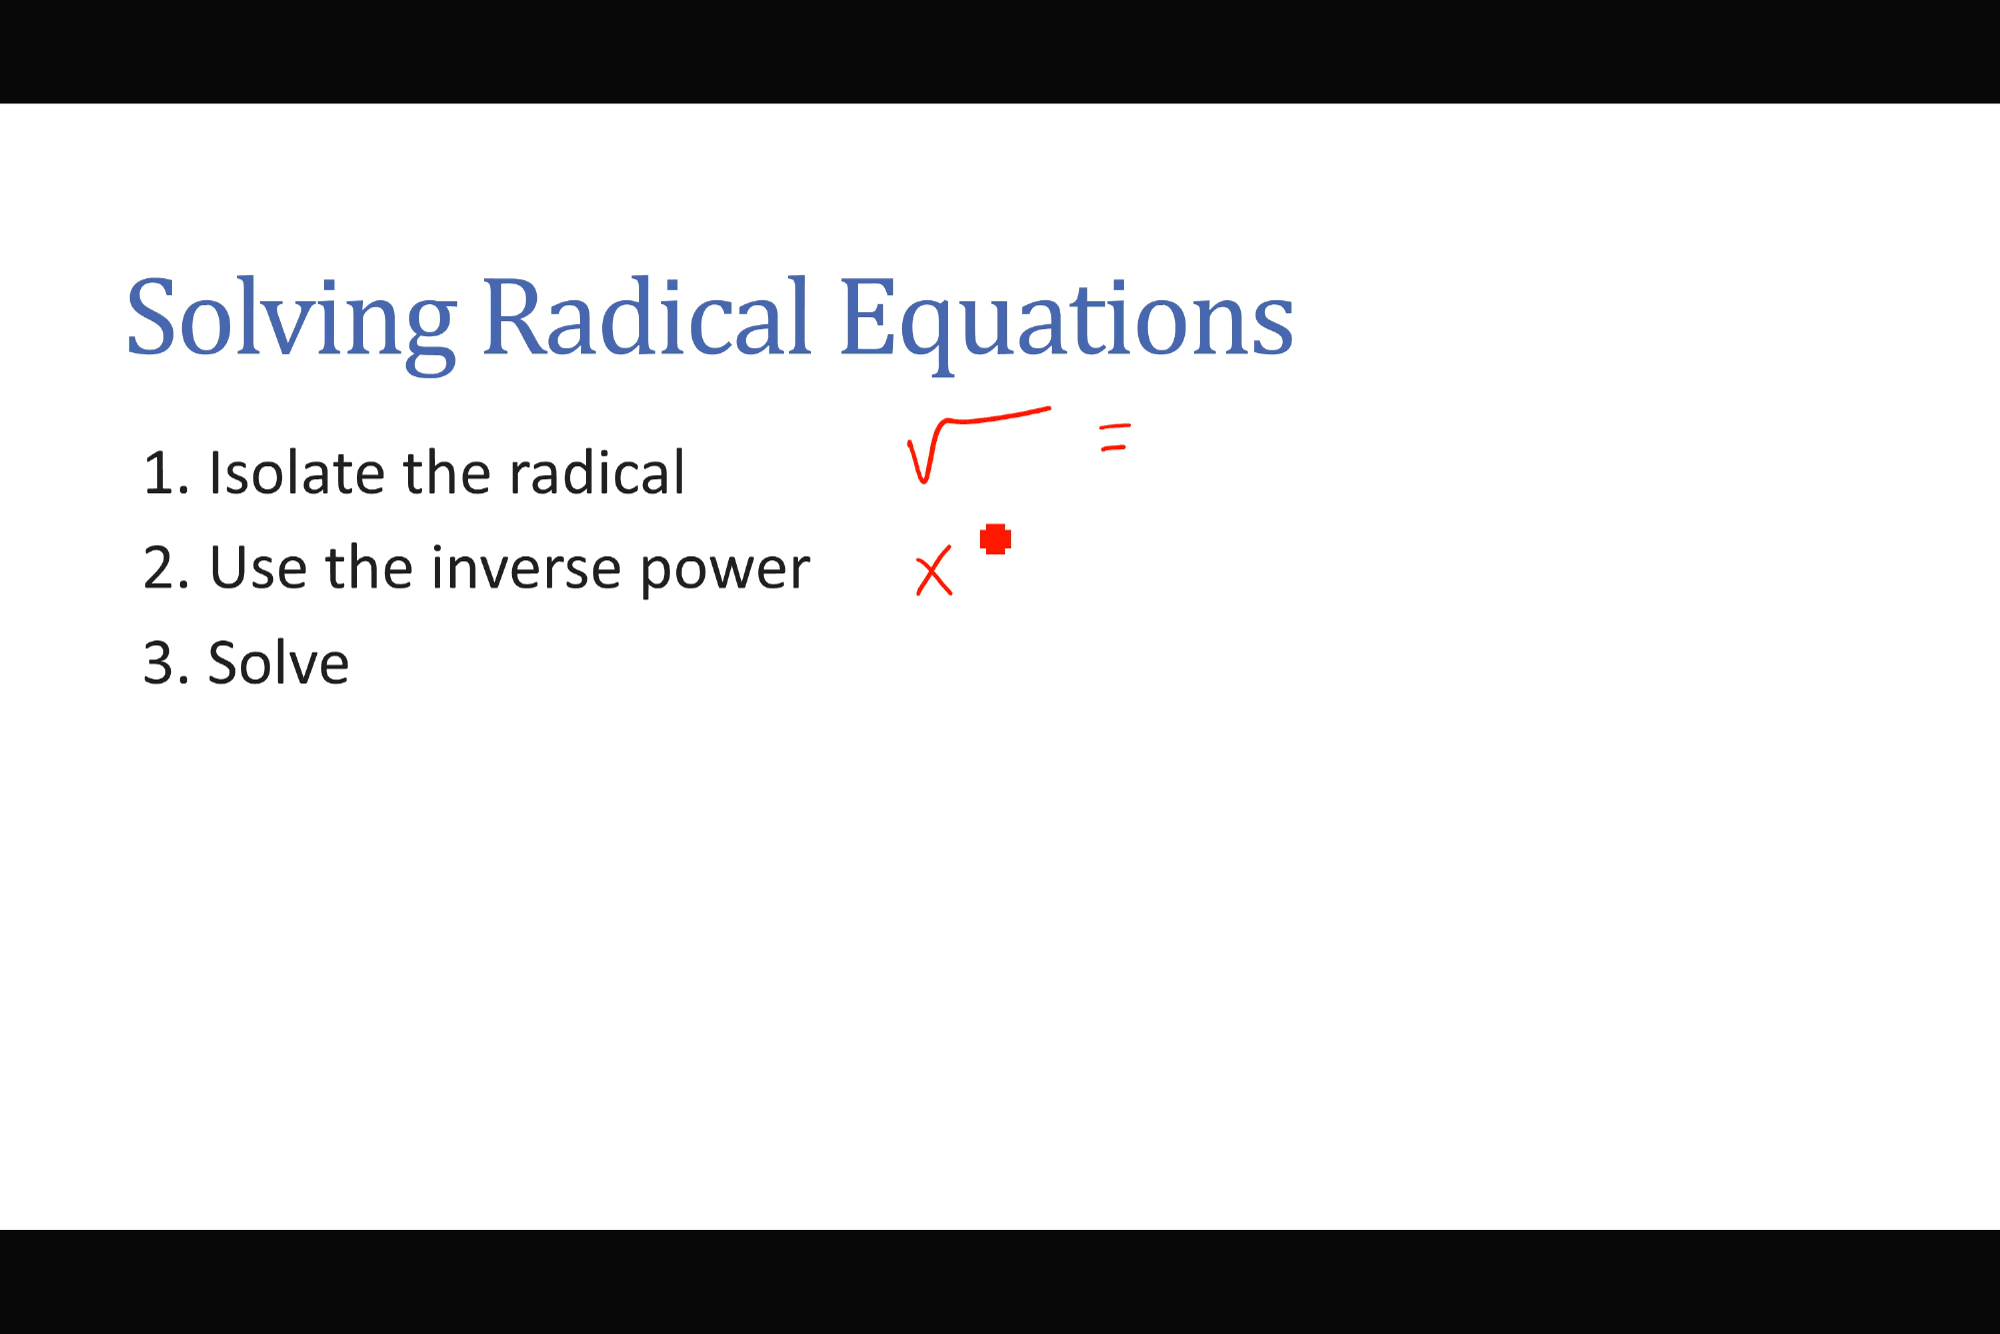 Solving Radical Equations
1. Isolate the radical √ =
2. Use the inverse power x
3. Solve